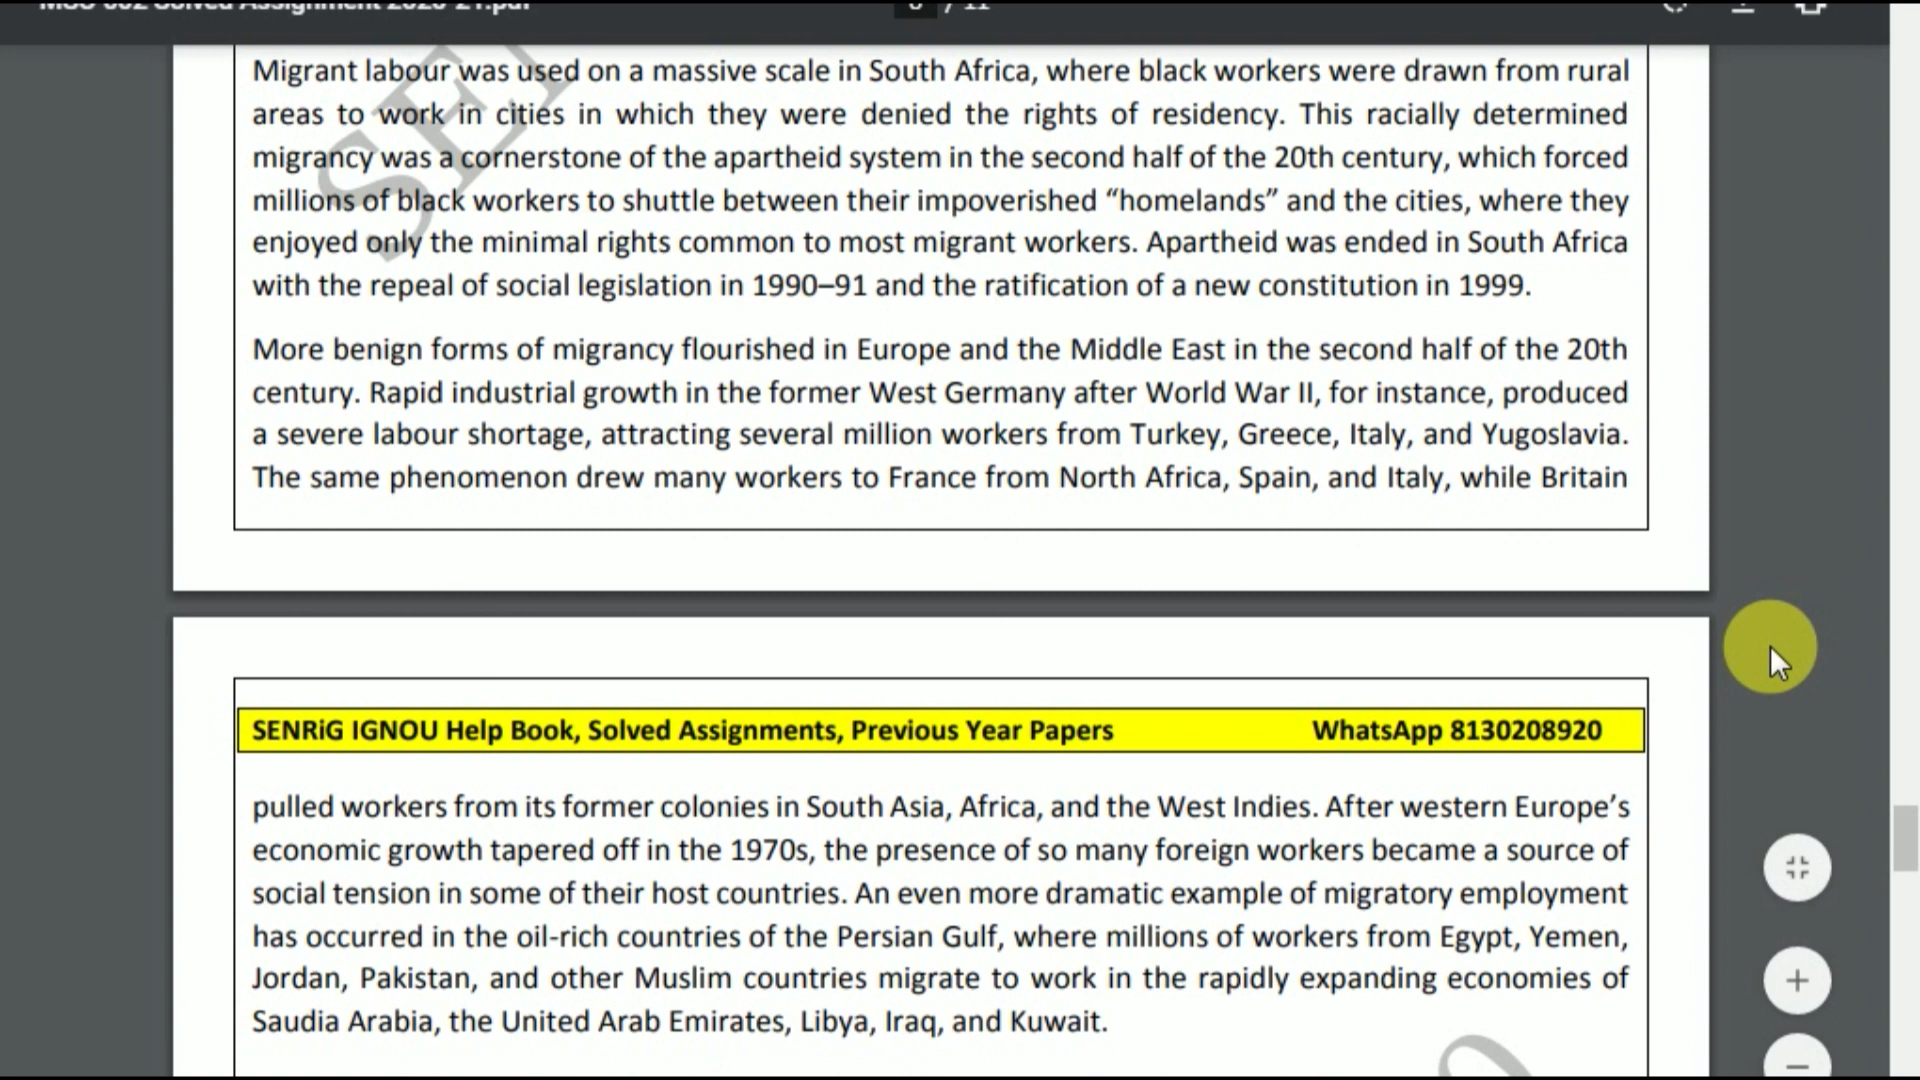 MSO-002 Solved Assignment 2020-21.pdf
/ 11
Migrant labour was used on a massive scale in South Africa, where black workers were drawn from rural
areas to work in cities in which they were denied the rights of residency. This racially determined
migrancy was a cornerstone of the apartheid system in the second half of the 20th century, which forced
millions of black workers to shuttle between their impoverished “homelands” and the cities, where they
enjoyed only the minimal rights common to most migrant workers. Apartheid was ended in South Africa
with the repeal of social legislation in 1990–91 and the ratification of a new constitution in 1999.
More benign forms of migrancy flourished in Europe and the Middle East in the second half of the 20th
century. Rapid industrial growth in the former West Germany after World War II, for instance, produced
a severe labour shortage, attracting several million workers from Turkey, Greece, Italy, and Yugoslavia.
The same phenomenon drew many workers to France from North Africa, Spain, and Italy, while Britain
SENRiG IGNOU Help Book, Solved Assignments, Previous Year Papers WhatsApp 8130208920
pulled workers from its former colonies in South Asia, Africa, and the West Indies. After western Europe’s
economic growth tapered off in the 1970s, the presence of so many foreign workers became a source of
social tension in some of their host countries. An even more dramatic example of migratory employment
has occurred in the oil-rich countries of the Persian Gulf, where millions of workers from Egypt, Yemen,
Jordan, Pakistan, and other Muslim countries migrate to work in the rapidly expanding economies of
Saudia Arabia, the United Arab Emirates, Libya, Iraq, and Kuwait.